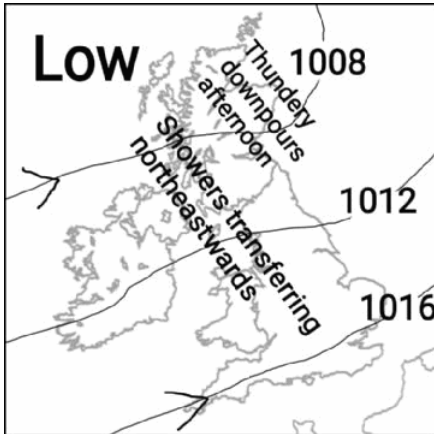 Low
1008
Thundery
downpours
afternoon
Showers transferring
northeastwards
1012
1016